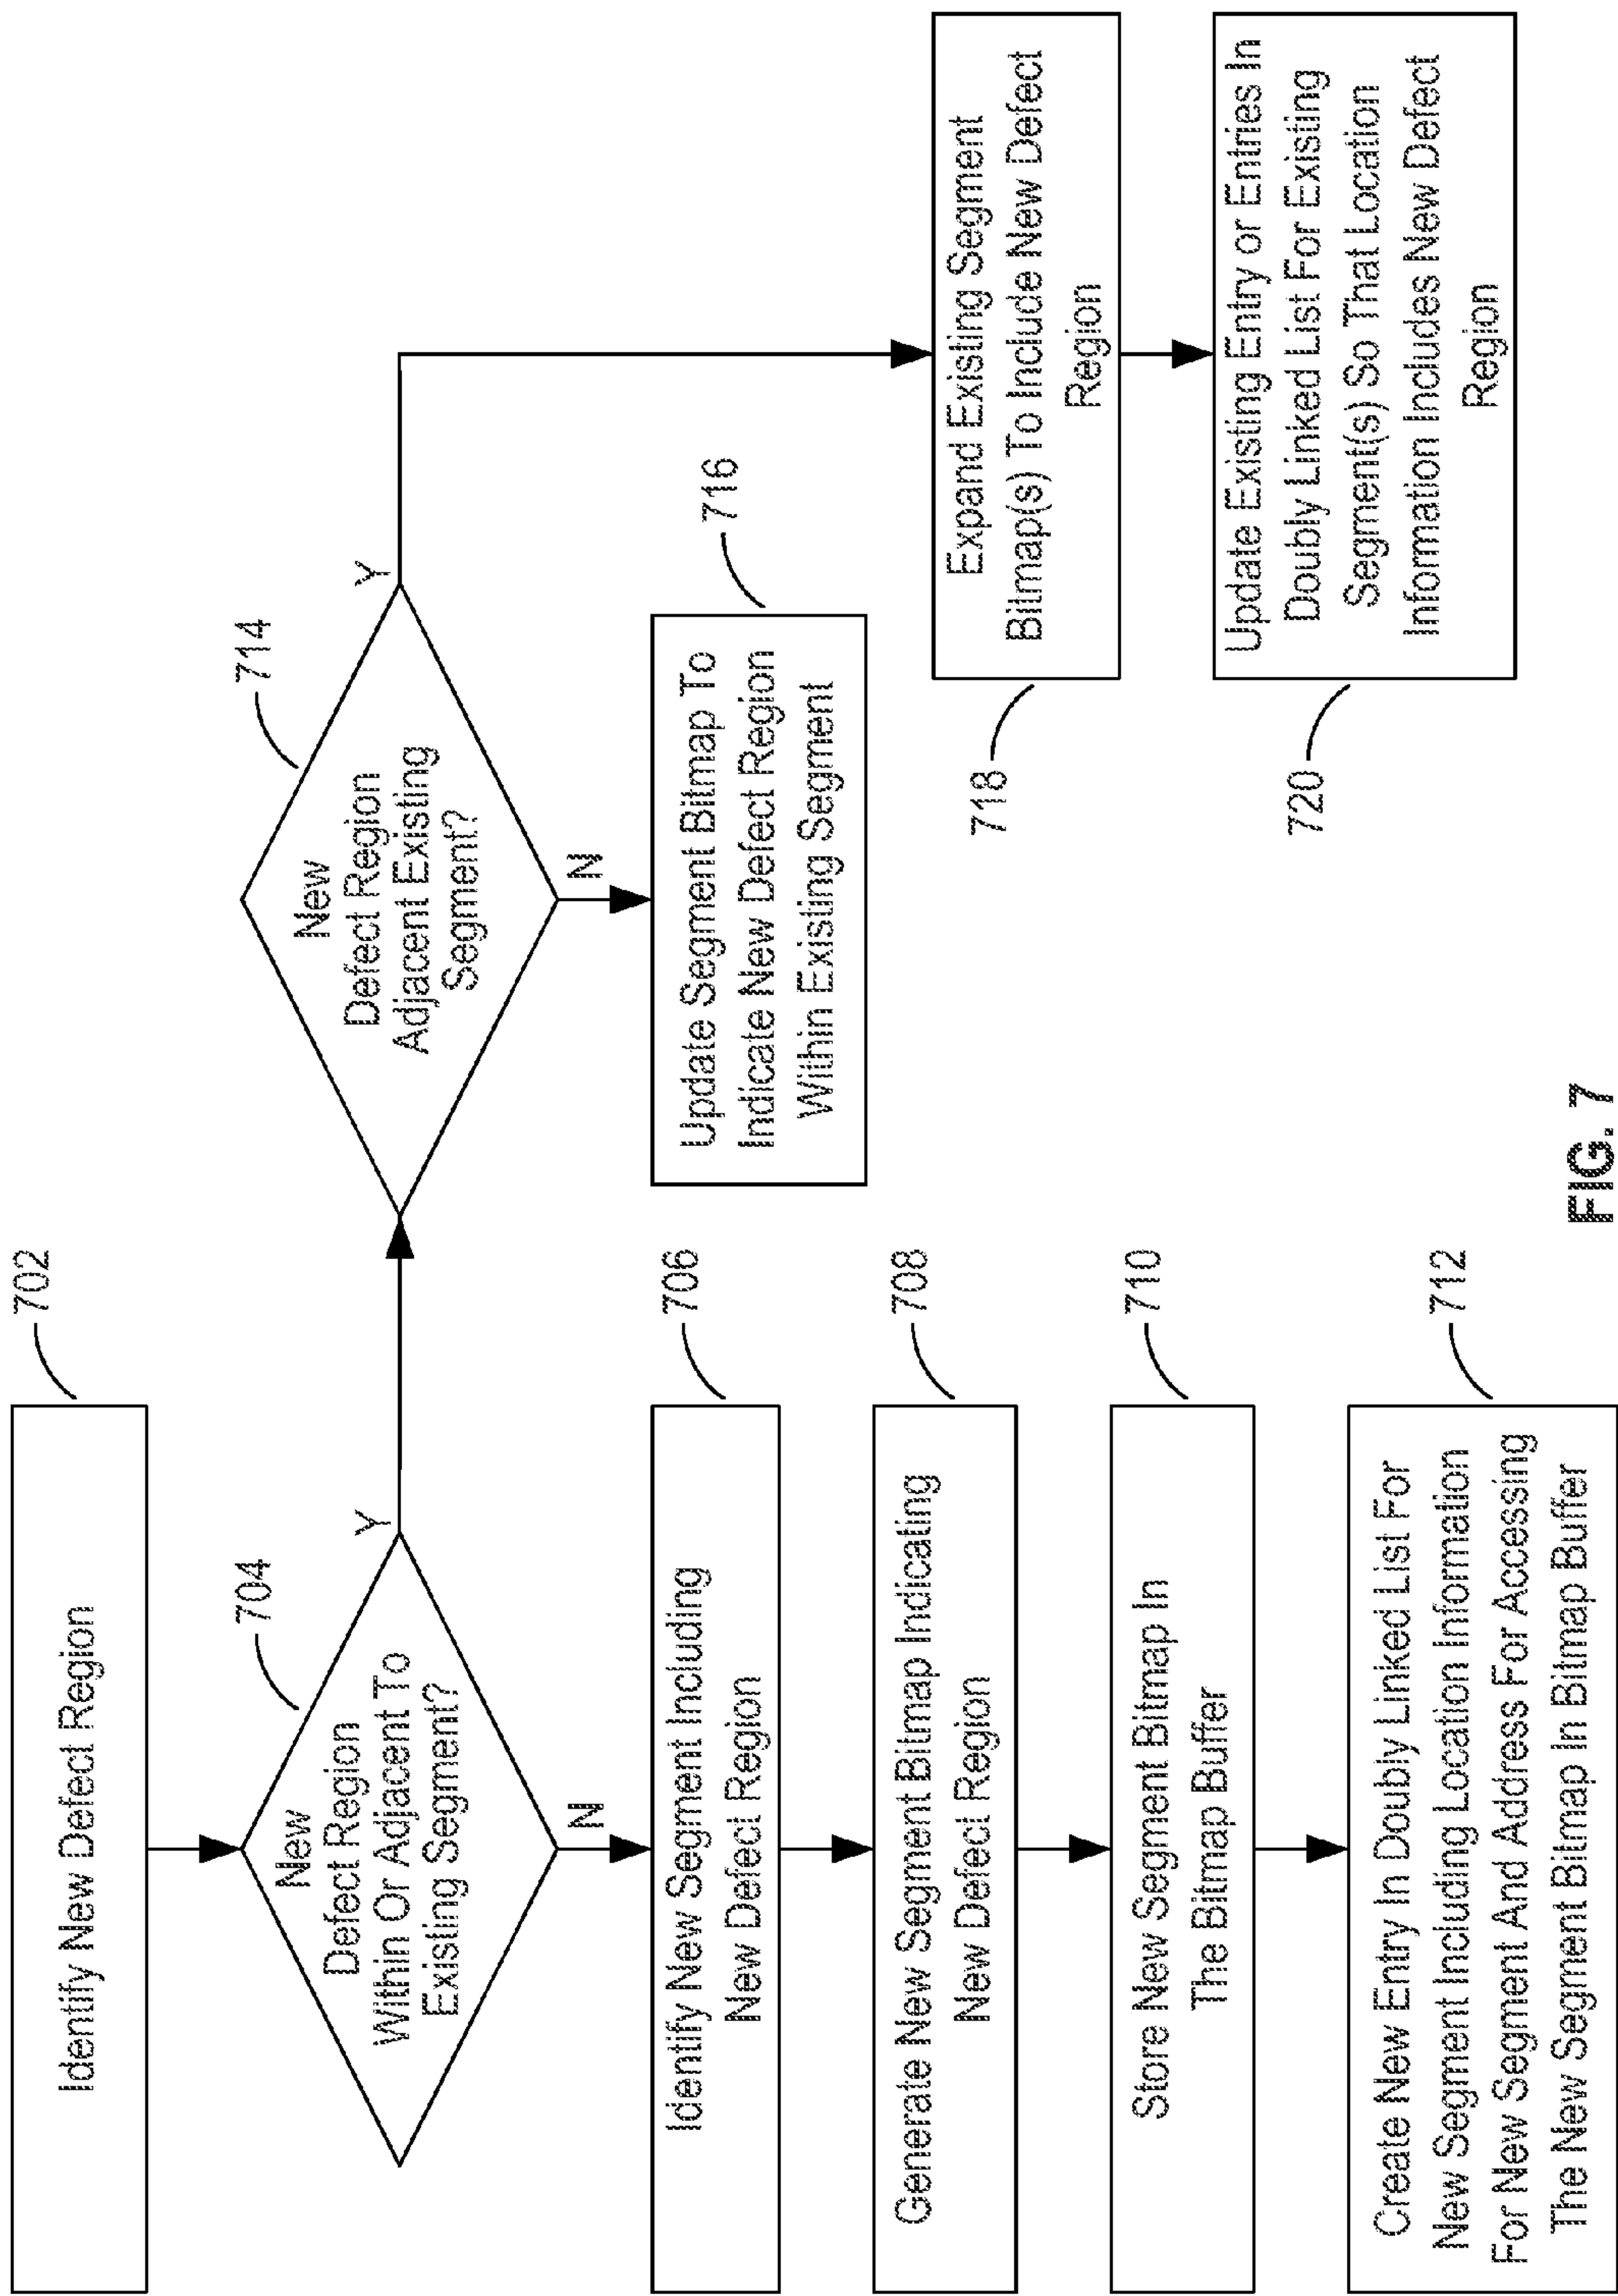 702
Identify New Defect Region
704
New
Defect Region
Within Or Adjacent To
Existing Segment?
Y
N
706
Identify New Segment Including
New Defect Region
708
Generate New Segment Bitmap Indicating
New Defect Region
710
Store New Segment Bitmap In
The Bitmap Buffer
712
Create New Entry In Doubly Linked List For
New Segment Including Location Information
For New Segment And Address For Accessing
The New Segment Bitmap In Bitmap Buffer
714
New
Defect Region
Adjacent Existing
Segment?
Y
N
716
Update Segment Bitmap To
Indicate New Defect Region
Within Existing Segment
718
Expand Existing Segment
Bitmap(s) To Include New Defect
Region
720
Update Existing Entry or Entries In
Doubly Linked List For Existing
Segment(s) So That Location
Information Includes New Defect
Region
FIG. 7